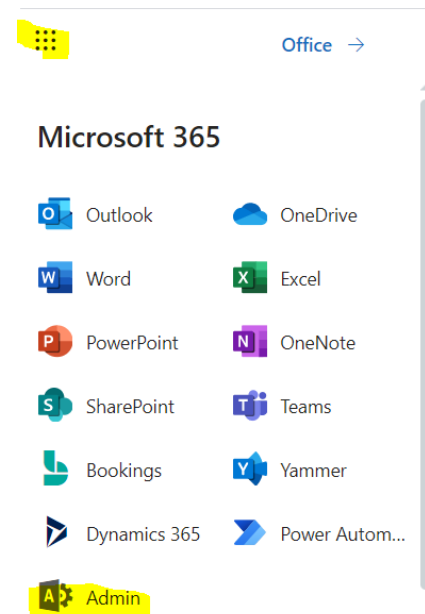 Office →
Microsoft 365
Outlook OneDrive
Word Excel
PowerPoint OneNote
SharePoint Teams
Bookings Yammer
Dynamics 365 Power Autom...
Admin